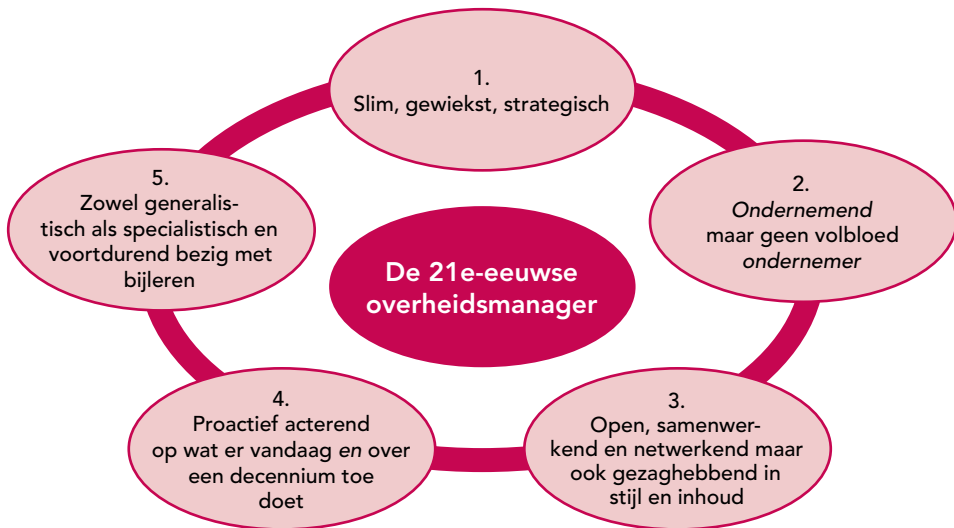 1.
Slim, gewiekst, strategisch
2.
Ondernemend
maar geen volbloed
ondernemer
3.
Open, samenwer-
kend en netwerkend maar
ook gezaghebbend in
stijl en inhoud
4.
Proactief acterend
op wat er vandaag en over
een decennium toe
doet
5.
Zowel generalis-
tisch als specialistisch en
voortdurend bezig met
bijleren
De 21e-eeuwse
overheidsmanager